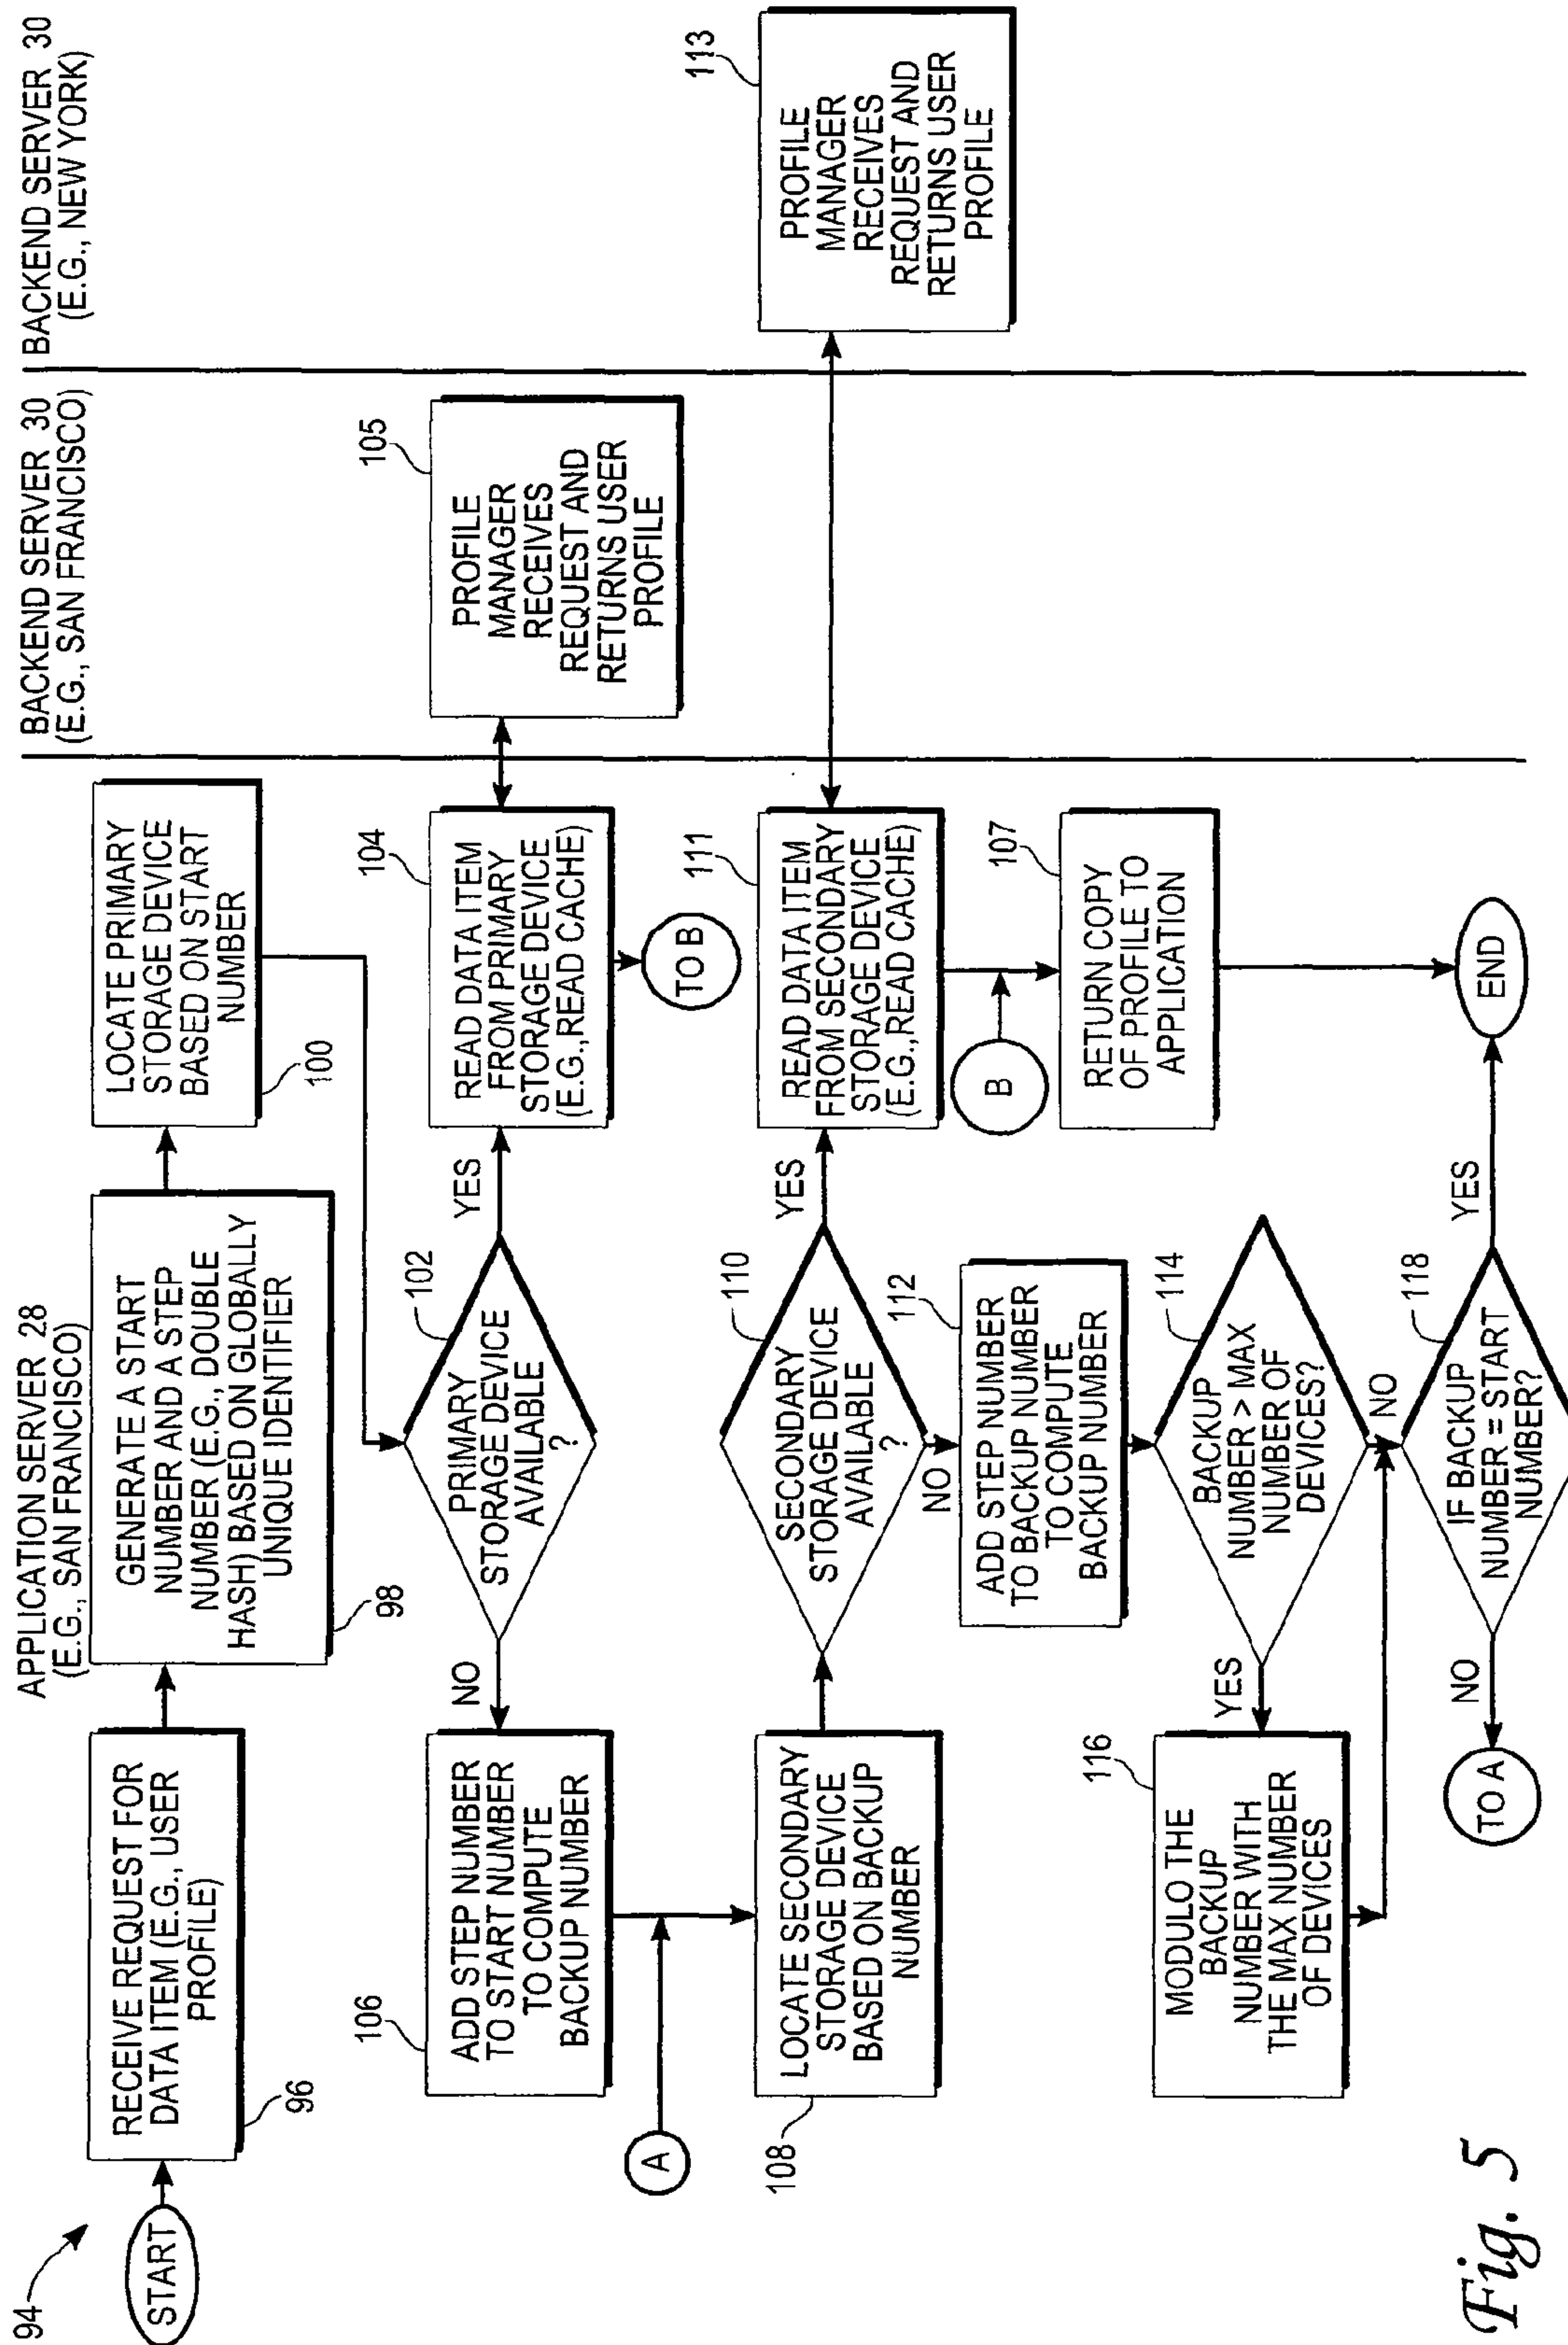 APPLICATION SERVER 28
(E.G., SAN FRANCISCO)
BACKEND SERVER 30
(E.G., SAN FRANCISCO)
BACKEND SERVER 30
(E.G., NEW YORK)
94
START
RECEIVE REQUEST FOR
DATA ITEM (E.G., USER
PROFILE)
96
GENERATE A START
NUMBER AND A STEP
NUMBER (E.G., DOUBLE
HASH) BASED ON GLOBALLY
UNIQUE IDENTIFIER
98
LOCATE PRIMARY
STORAGE DEVICE
BASED ON START
NUMBER
100
106
ADD STEP NUMBER
TO START NUMBER
TO COMPUTE
BACKUP NUMBER
NO
102
PRIMARY
STORAGE DEVICE
AVAILABLE
?
YES
104
READ DATA ITEM
FROM PRIMARY
STORAGE DEVICE
(E.G.,READ CACHE)
105
PROFILE
MANAGER
RECEIVES
REQUEST AND
RETURNS USER
PROFILE
A
TO B
108
LOCATE SECONDARY
STORAGE DEVICE
BASED ON BACKUP
NUMBER
110
SECONDARY
STORAGE DEVICE
AVAILABLE
?
YES
NO
111
READ DATA ITEM
FROM SECONDARY
STORAGE DEVICE
(E.G.,READ CACHE)
113
PROFILE
MANAGER
RECEIVES
REQUEST AND
RETURNS USER
PROFILE
112
ADD STEP NUMBER
TO BACKUP NUMBER
TO COMPUTE
BACKUP NUMBER
B
107
RETURN COPY
OF PROFILE TO
APPLICATION
116
MODULO THE
BACKUP
NUMBER WITH
THE MAX NUMBER
OF DEVICES
YES
114
BACKUP
NUMBER > MAX
NUMBER OF
DEVICES?
NO
TO A
NO
118
IF BACKUP
NUMBER = START
NUMBER?
YES
END
Fig. 5